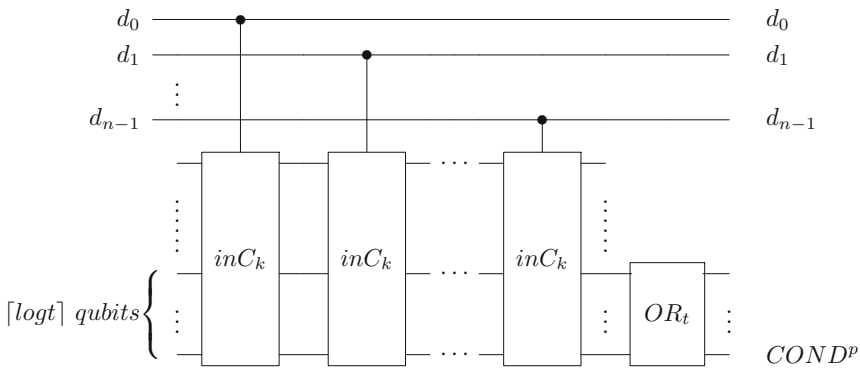 d_0 d_0
d_1 d_1
⋮
d_{n-1} d_{n-1}
⋯ ⋯
inC_k inC_k inC_k
⋯ ⋯
⌈logt⌉ qubits { OR_t
⋯ COND^p